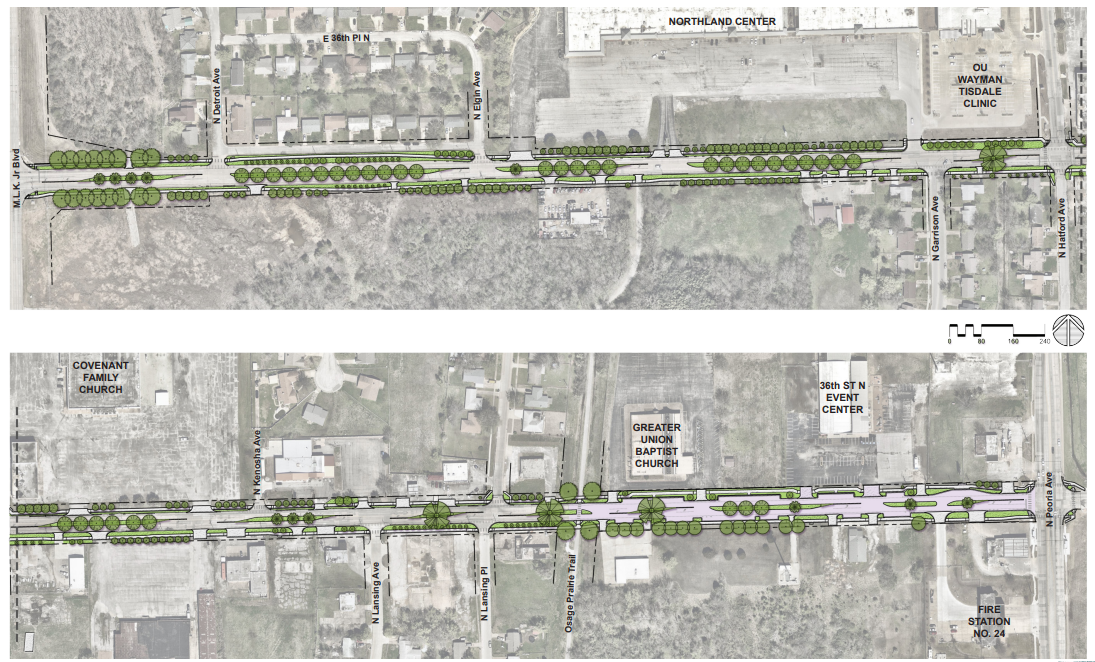 NORTHLAND CENTER
E 36th Pl N
OU
WAYMAN
TISDALE
CLINIC
N Detroit Ave
N Elgin Ave
M.L.K. Jr Blvd
N Garrison Ave
N Hatford Ave
0 80 160 240
COVENANT
FAMILY
CHURCH
36th ST N
EVENT
CENTER
GREATER
UNION
BAPTIST
CHURCH
N Kenosha Ave
N Peoria Ave
N Lansing Ave
N Lansing Pl
Osage Prairie Trail
FIRE
STATION
NO. 24